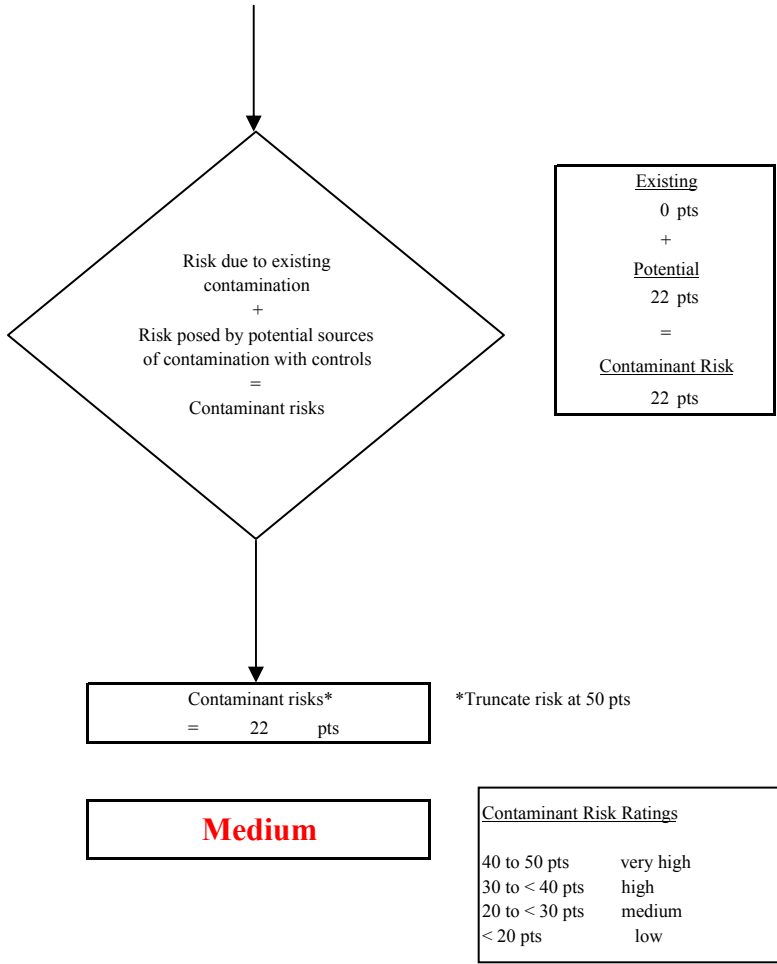 Risk due to existing
contamination
+
Risk posed by potential sources
of contamination with controls
=
Contaminant risks
Existing
0 pts
+
Potential
22 pts
=
Contaminant Risk
22 pts
Contaminant risks*
= 22 pts
*Truncate risk at 50 pts
Medium
Contaminant Risk Ratings
40 to 50 pts very high
30 to < 40 pts high
20 to < 30 pts medium
< 20 pts low